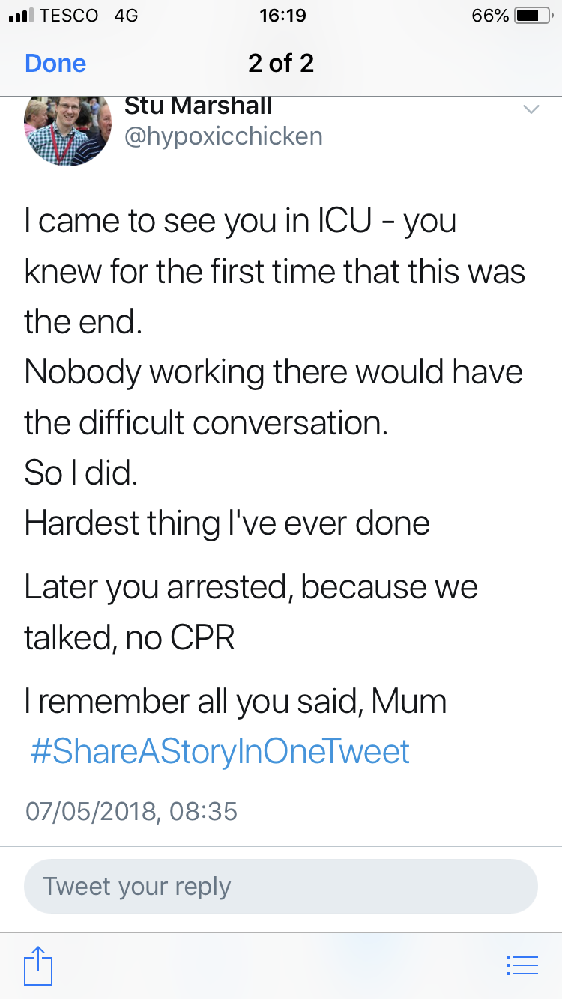 TESCO 4G 16:19 66%
Done 2 of 2
Stu Marshall
@hypoxicchicken
I came to see you in ICU - you
knew for the first time that this was
the end.
Nobody working there would have
the difficult conversation.
So I did.
Hardest thing I've ever done
Later you arrested, because we
talked, no CPR
I remember all you said, Mum
#ShareAStoryInOneTweet
07/05/2018, 08:35
Tweet your reply